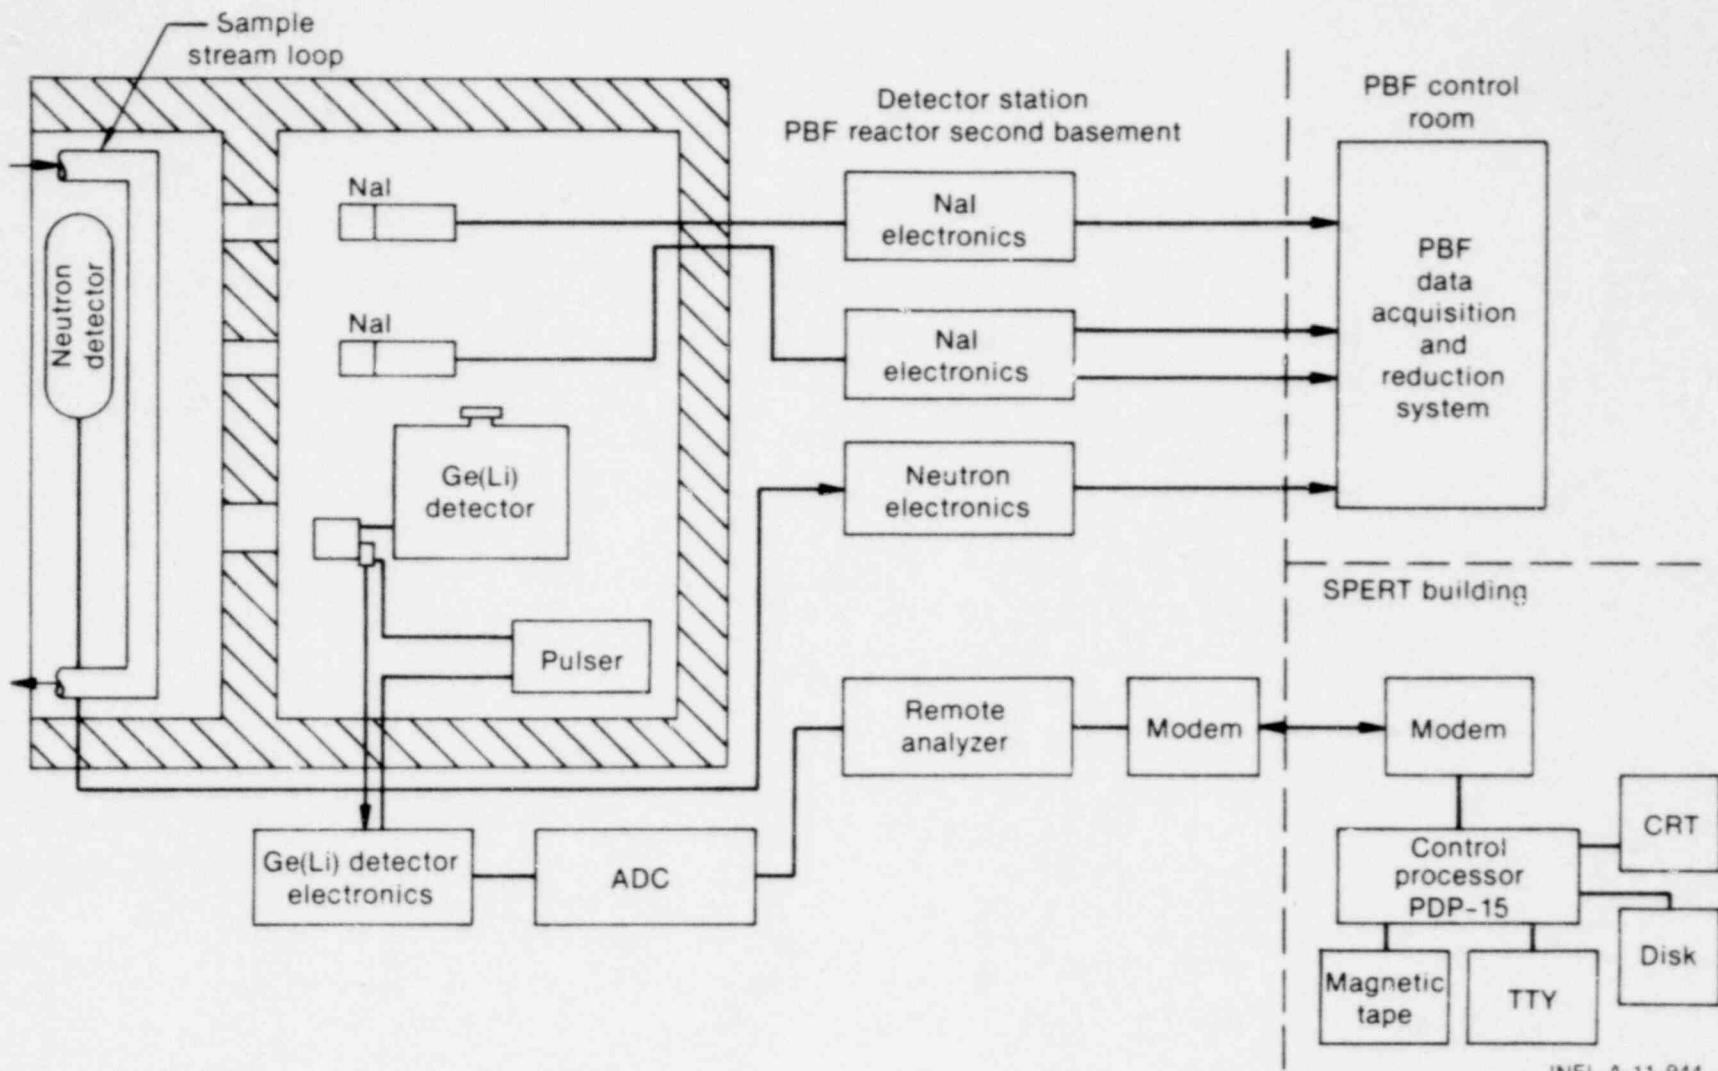 Sample
stream loop
Detector station
PBF reactor second basement
PBF control
room
NaI
NaI
electronics
PBF
data
acquisition
and
reduction
system
Neutron
detector
NaI
NaI
electronics
Ge(Li)
detector
Neutron
electronics
SPERT building
Pulser
Remote
analyzer
Modem
Modem
Ge(Li) detector
electronics
ADC
Control
processor
PDP-15
CRT
Disk
Magnetic
tape
TTY